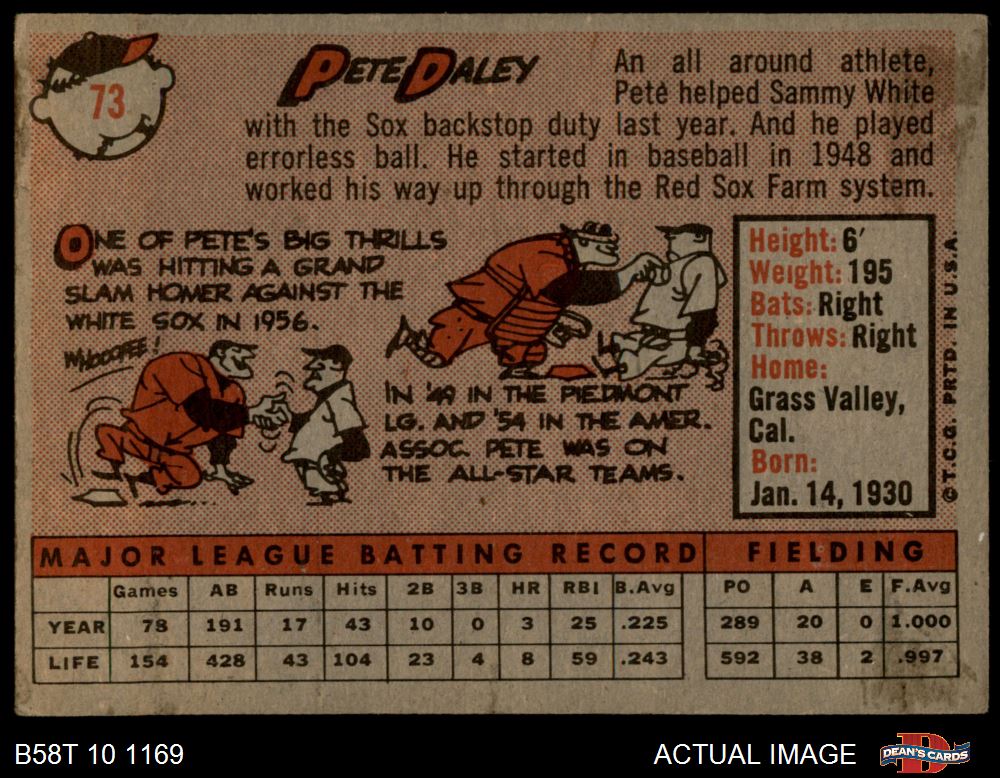 73
PETE DALEY
An all around athlete,
Pete helped Sammy White
with the Sox backstop duty last year. And he played
errorless ball. He started in baseball in 1948 and
worked his way up through the Red Sox Farm system.
ONE OF PETE'S BIG THRILLS
WAS HITTING A GRAND
SLAM HOMER AGAINST THE
WHITE SOX IN 1956.
WHOOPEE!
IN '49 IN THE PIEDMONT
LG. AND '54 IN THE AMER.
ASSOC. PETE WAS ON
THE ALL-STAR TEAMS.
Height: 6'
Weight: 195
Bats: Right
Throws: Right
Home:
Grass Valley,
Cal.
Born:
Jan. 14, 1930
© T.C.G. PRTD. IN U.S.A.
MAJOR LEAGUE BATTING RECORD FIELDING
Games AB Runs Hits 2B 3B HR RBI B.Avg PO A E F.Avg
YEAR 78 191 17 43 10 0 3 25 .225 289 20 0 1.000
LIFE 154 428 43 104 23 4 8 59 .243 592 38 2 .997
B58T 10 1169
ACTUAL IMAGE
DEAN'S CARDS